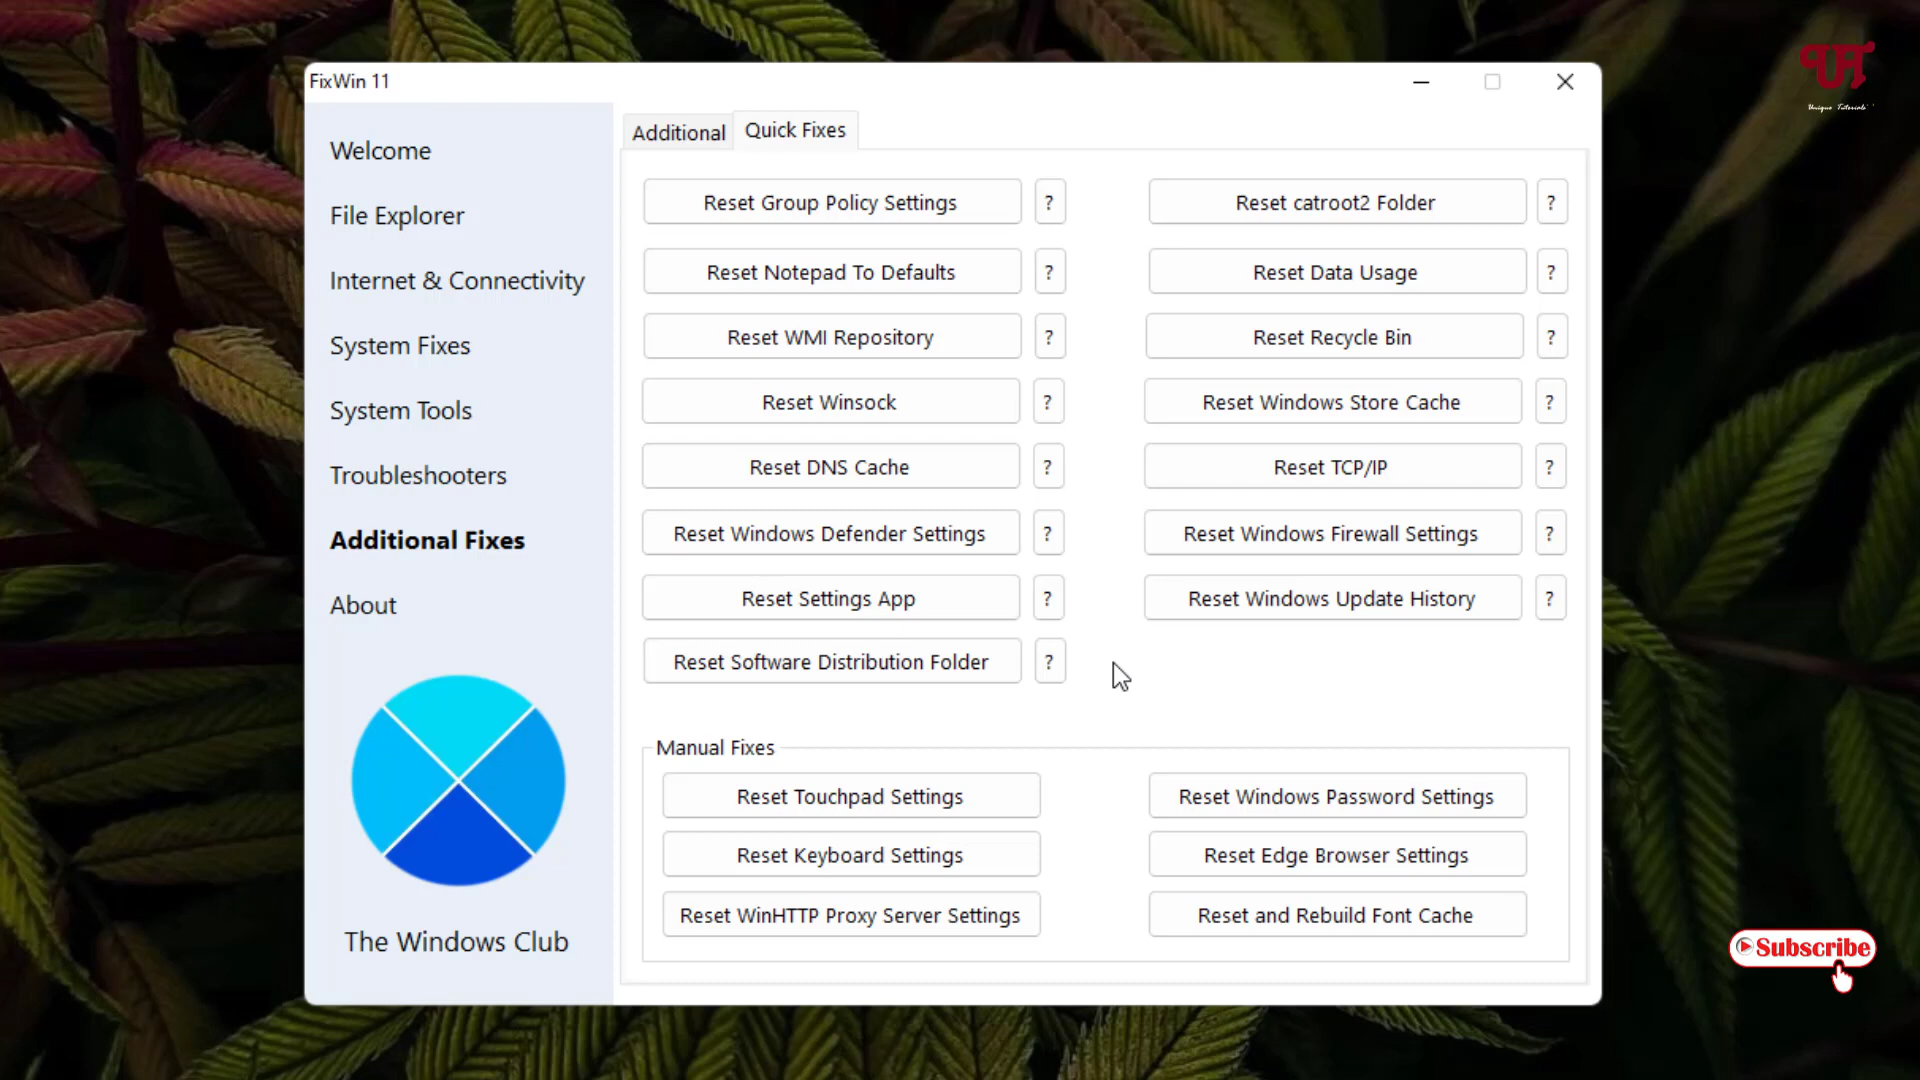 FixWin 11
UT
Unique Tutorials
Welcome
File Explorer
Internet & Connectivity
System Fixes
System Tools
Troubleshooters
Additional Fixes
About
The Windows Club
Additional
Quick Fixes
Reset Group Policy Settings ?
Reset catroot2 Folder ?
Reset Notepad To Defaults ?
Reset Data Usage ?
Reset WMI Repository ?
Reset Recycle Bin ?
Reset Winsock ?
Reset Windows Store Cache ?
Reset DNS Cache ?
Reset TCP/IP ?
Reset Windows Defender Settings ?
Reset Windows Firewall Settings ?
Reset Settings App ?
Reset Windows Update History ?
Reset Software Distribution Folder ?
Manual Fixes
Reset Touchpad Settings
Reset Windows Password Settings
Reset Keyboard Settings
Reset Edge Browser Settings
Reset WinHTTP Proxy Server Settings
Reset and Rebuild Font Cache
Subscribe